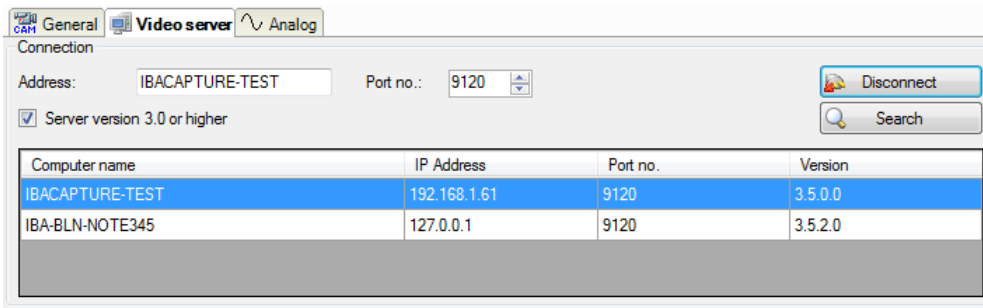 CAM General Video server Analog
Connection
Address: IBACAPTURE-TEST Port no.: 9120 Disconnect
Server version 3.0 or higher Search
Computer name IP Address Port no. Version
IBACAPTURE-TEST 192.168.1.61 9120 3.5.0.0
IBA-BLN-NOTE345 127.0.0.1 9120 3.5.2.0